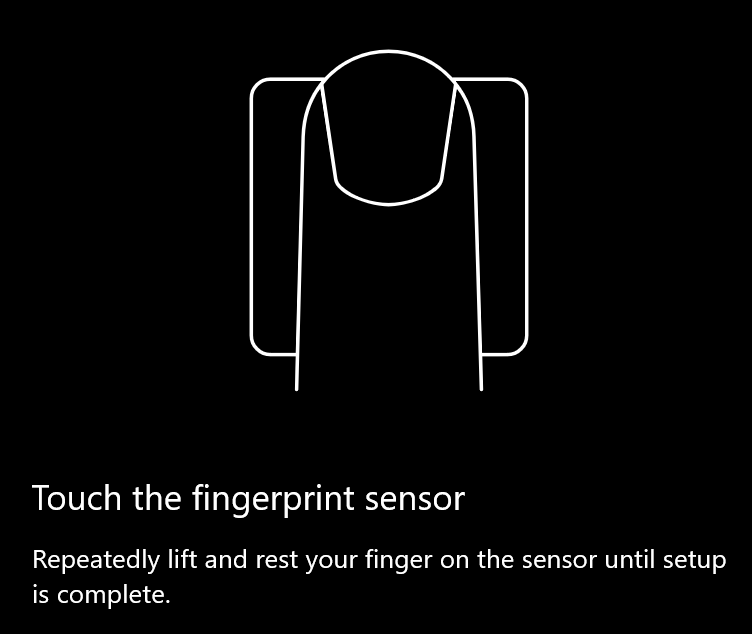 Touch the fingerprint sensor
Repeatedly lift and rest your finger on the sensor until setup
is complete.